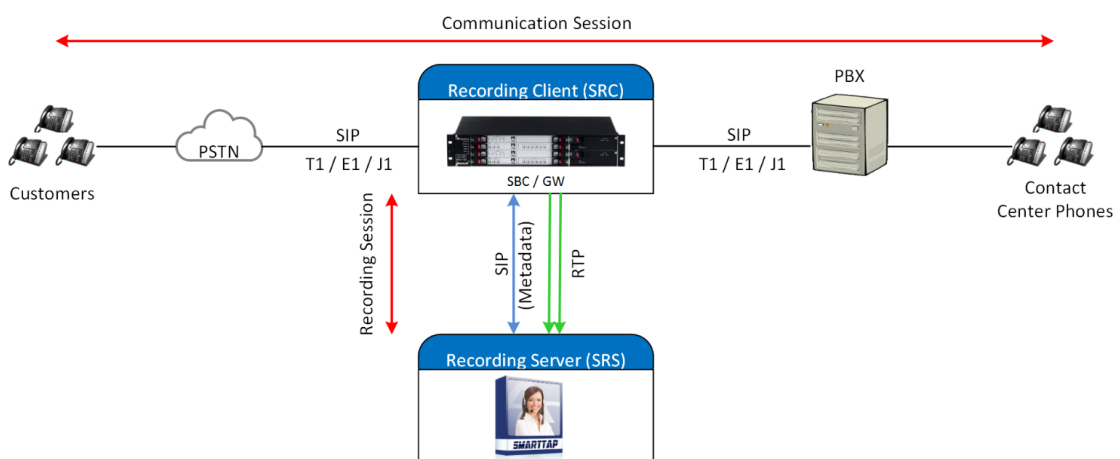 Communication Session
Recording Client (SRC)
PBX
SIP
PSTN
T1 / E1 / J1
SBC / GW
SIP
T1 / E1 / J1
Customers
Contact
Center Phones
Recording Session
SIP
(Metadata)
RTP
Recording Server (SRS)
SMARTTAP